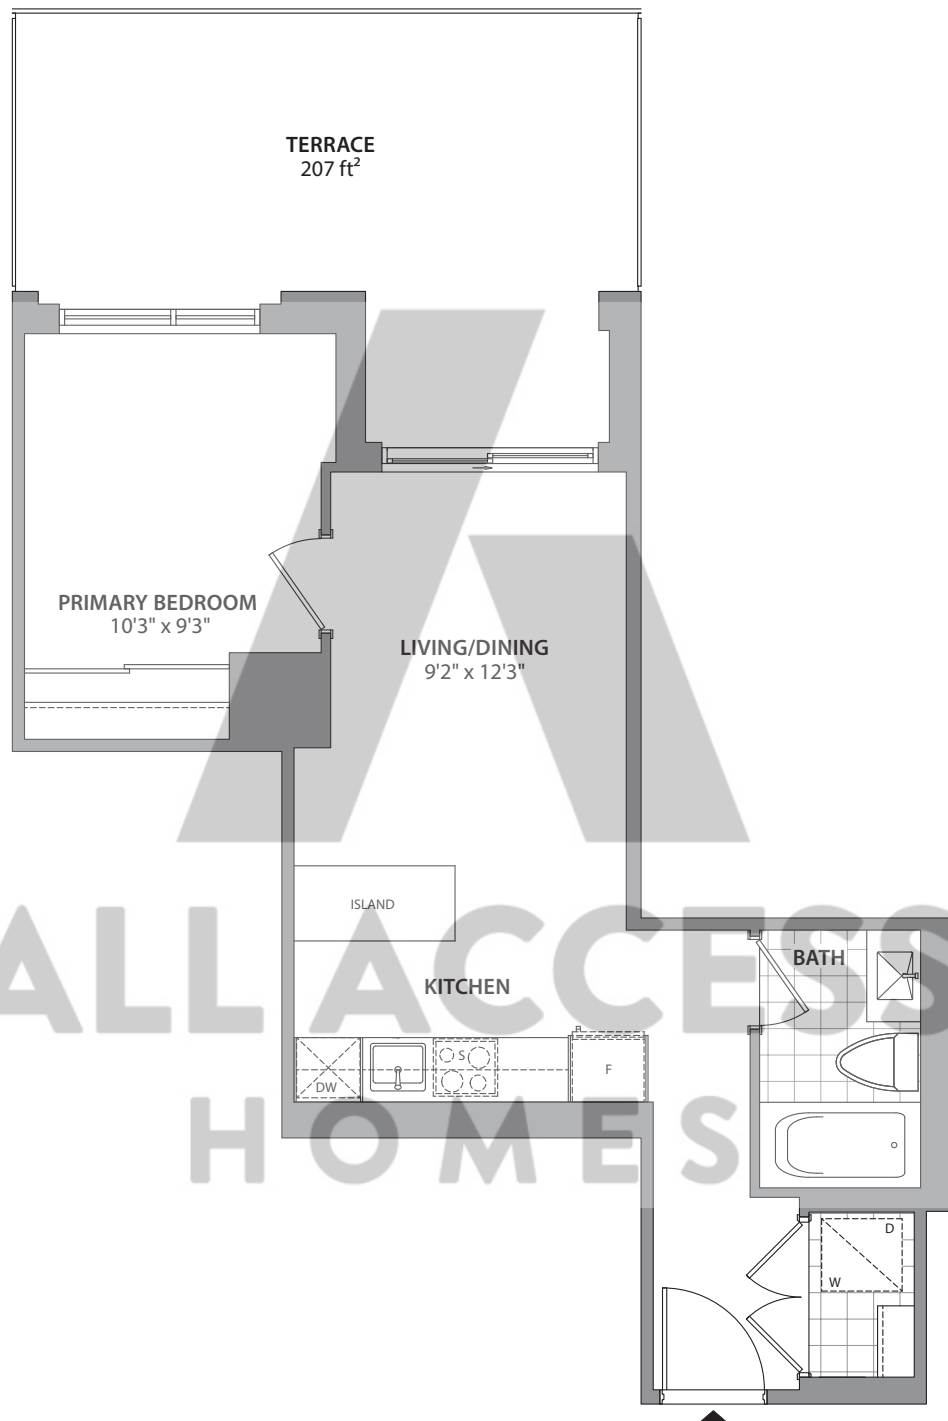 TERRACE
207 ft²
PRIMARY BEDROOM
10'3" x 9'3"
LIVING/DINING
9'2" x 12'3"
ISLAND
ALL ACCESS
BATH
KITCHEN
S
F
DW
HOMES
D
W